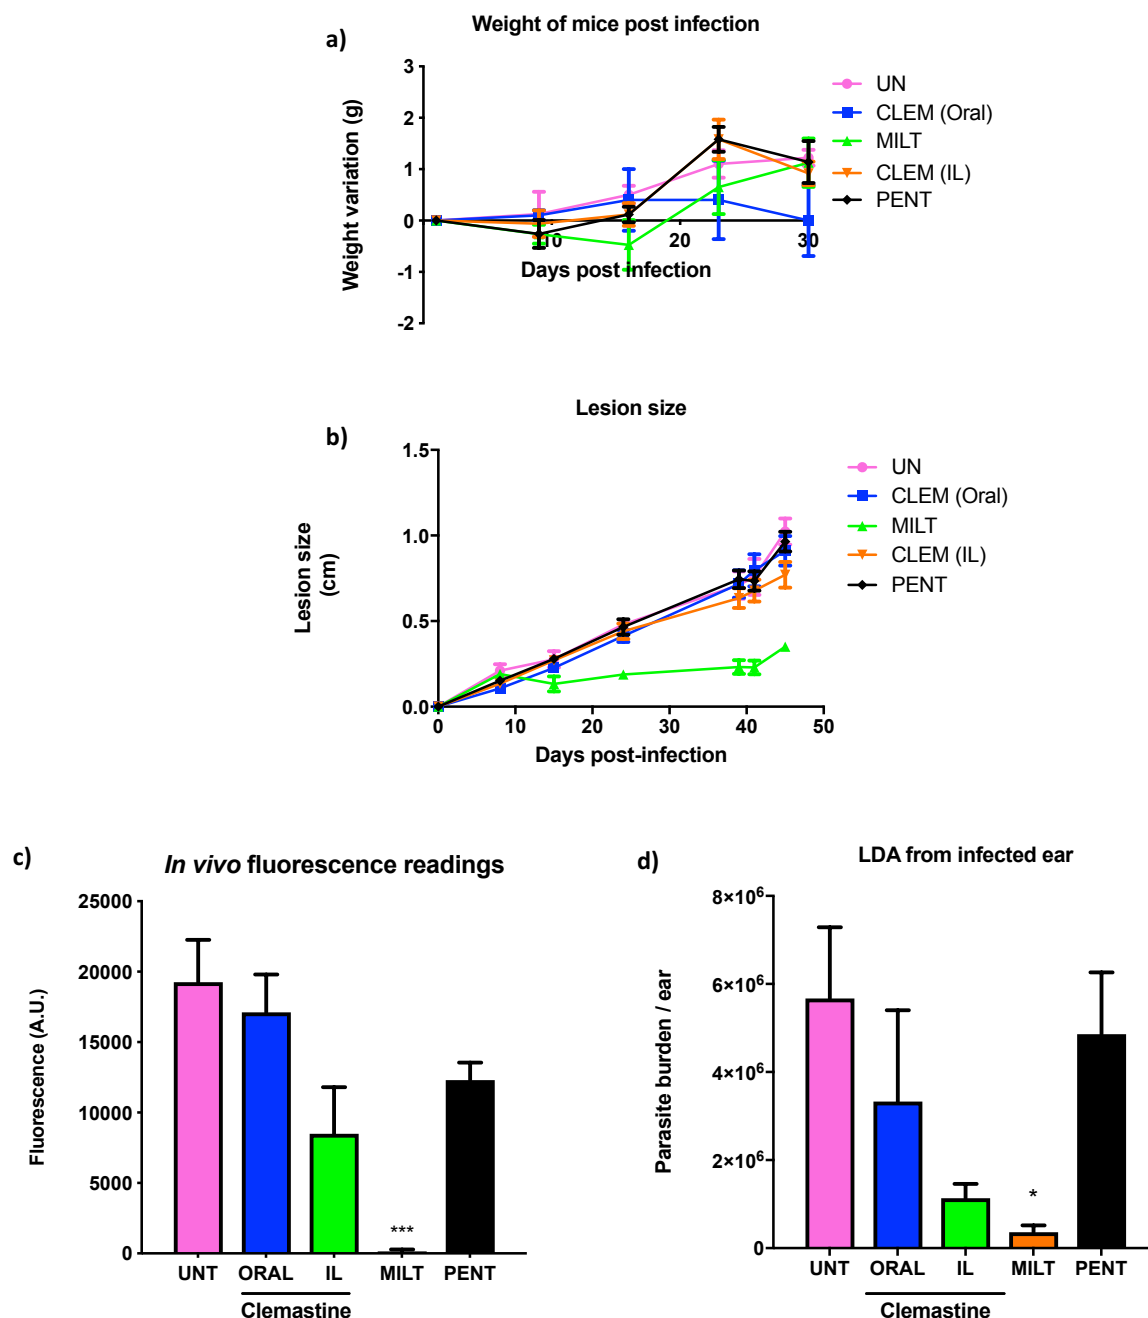 a)
Weight of mice post infection
3
2
1
0
-1
-2
Weight variation (g)
10
20
30
Days post infection
UN
CLEM (Oral)
MILT
CLEM (IL)
PENT
b)
Lesion size
1.5
1.0
0.5
0.0
Lesion size
(cm)
0
10
20
30
40
50
Days post-infection
UN
CLEM (Oral)
MILT
CLEM (IL)
PENT
c)
In vivo fluorescence readings
25000
20000
15000
10000
5000
0
Fluorescence (A.U.)
***
UNT
ORAL
IL
MILT
PENT
Clemastine
d)
LDA from infected ear
8×10⁶
6×10⁶
4×10⁶
2×10⁶
0
Parasite burden / ear
*
UNT
ORAL
IL
MILT
PENT
Clemastine